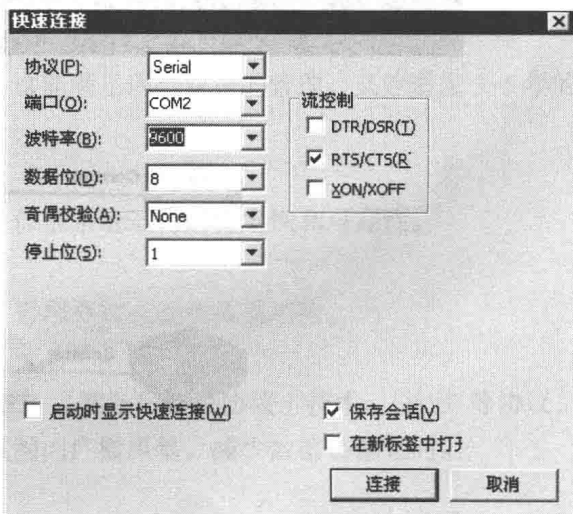 快速连接
协议(P): Serial
端口(O): COM2
波特率(B): 9600
数据位(D): 8
奇偶校验(A): None
停止位(S): 1
流控制
DTR/DSR(T)
RTS/CTS(R
XON/XOFF
启动时显示快速连接(W)
保存会话(V)
在新标签中打
连接
取消